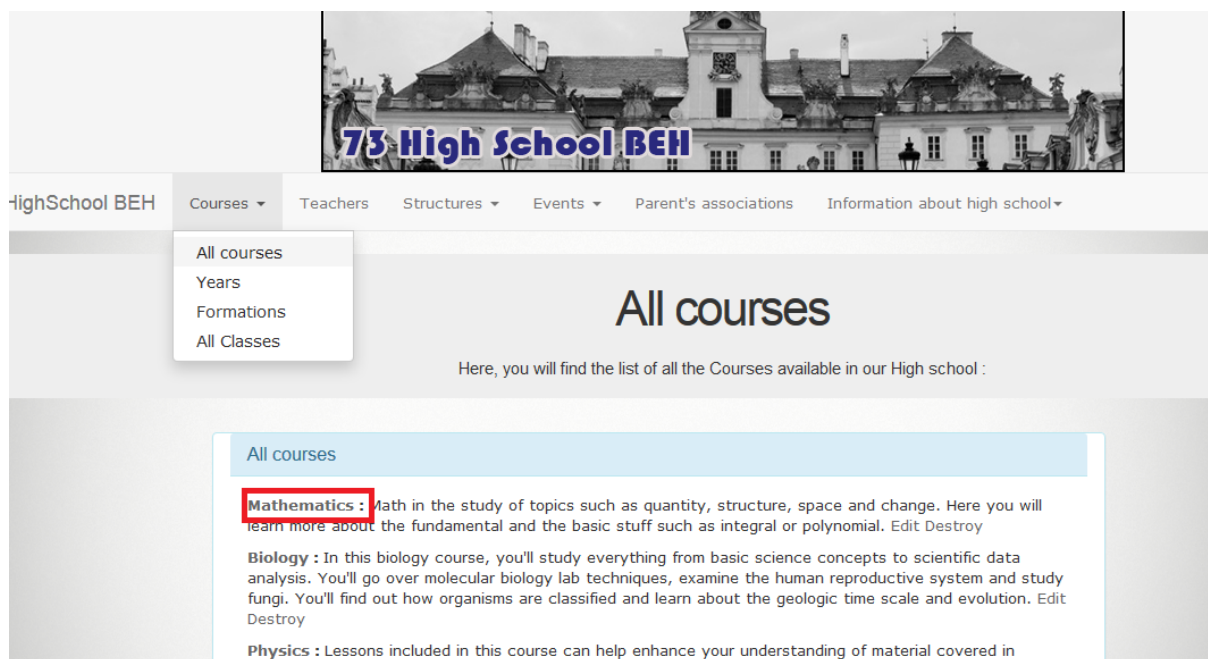 73 High School BEH
HighSchool BEH Courses Teachers Structures Events Parent's associations Information about high school
All courses
Years
Formations
All Classes
All courses
Here, you will find the list of all the Courses available in our High school :
All courses
Mathematics : Math in the study of topics such as quantity, structure, space and change. Here you will
learn more about the fundamental and the basic stuff such as integral or polynomial. Edit Destroy
Biology : In this biology course, you'll study everything from basic science concepts to scientific data
analysis. You'll go over molecular biology lab techniques, examine the human reproductive system and study
fungi. You'll find out how organisms are classified and learn about the geologic time scale and evolution. Edit
Destroy
Physics : Lessons included in this course can help enhance your understanding of material covered in